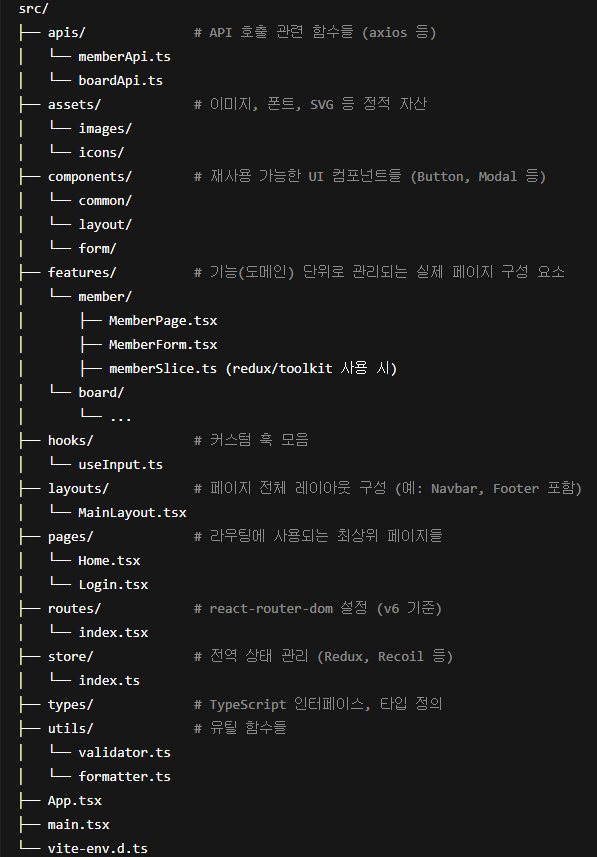 src/
├── apis/               # API 호출 관련 함수들 (axios 등)
│   └── memberApi.ts
│   └── boardApi.ts
├── assets/             # 이미지, 폰트, SVG 등 정적 자산
│   └── images/
│   └── icons/
├── components/         # 재사용 가능한 UI 컴포넌트들 (Button, Modal 등)
│   └── common/
│   └── layout/
│   └── form/
├── features/           # 기능(도메인) 단위로 관리되는 실제 페이지 구성 요소
│   └── member/
│       ├── MemberPage.tsx
│       ├── MemberForm.tsx
│       ├── memberSlice.ts (redux/toolkit 사용 시)
│   └── board/
│       └── ...
├── hooks/              # 커스텀 훅 모음
│   └── useInput.ts
├── layouts/            # 페이지 전체 레이아웃 구성 (예: Navbar, Footer 포함)
│   └── MainLayout.tsx
├── pages/              # 라우팅에 사용되는 최상위 페이지들
│   └── Home.tsx
│   └── Login.tsx
├── routes/             # react-router-dom 설정 (v6 기준)
│   └── index.tsx
├── store/              # 전역 상태 관리 (Redux, Recoil 등)
│   └── index.ts
├── types/              # TypeScript 인터페이스, 타입 정의
├── utils/              # 유틸 함수들
│   └── validator.ts
│   └── formatter.ts
├── App.tsx
├── main.tsx
└── vite-env.d.ts